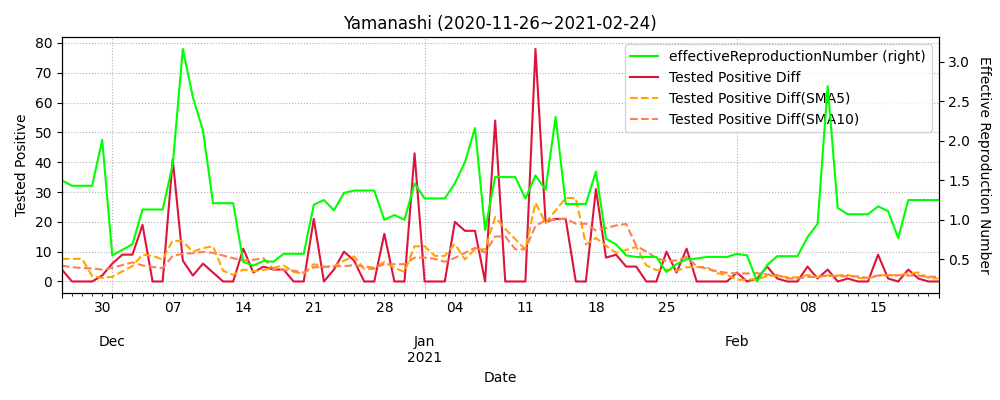 Yamanashi (2020-11-26~2021-02-24)
effectiveReproductionNumber (right)
Tested Positive Diff
Tested Positive Diff(SMA5)
Tested Positive Diff(SMA10)
Tested Positive
80
70
60
50
40
30
20
10
0
Effective Reproduction Number
3.0
2.5
2.0
1.5
1.0
0.5
30 07 14 21 28 04 11 18 25 08 15
Dec Jan Feb
2021
Date